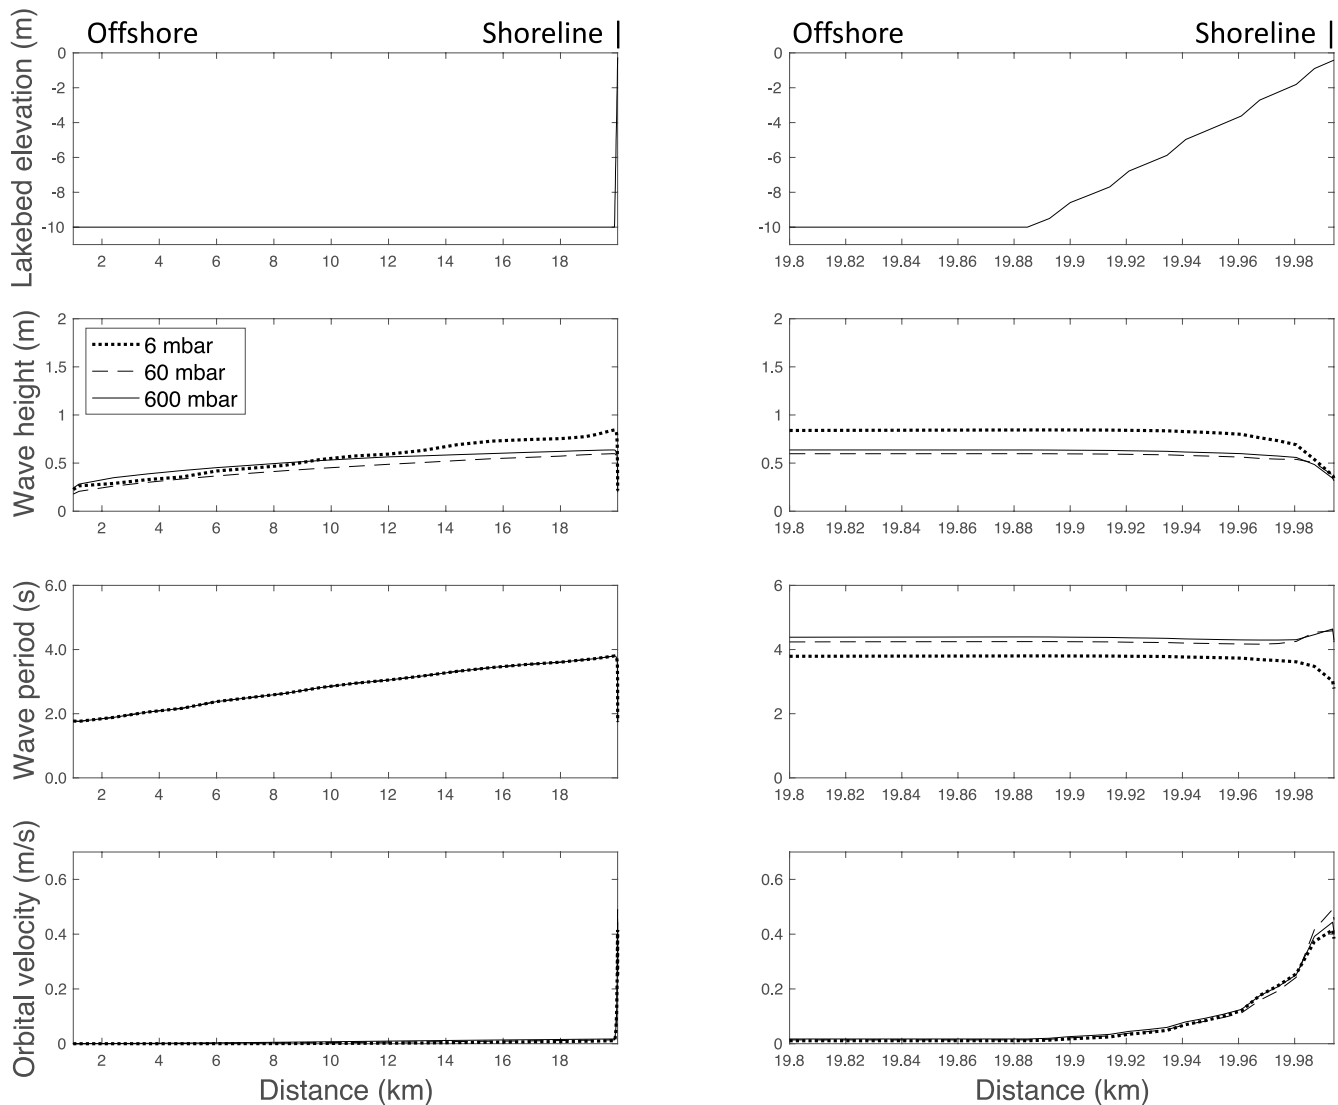 Offshore Shoreline |
Lakebed elevation (m)
0
-2
-4
-6
-8
-10
2 4 6 8 10 12 14 16 18
Offshore Shoreline |
0
-2
-4
-6
-8
-10
19.8 19.82 19.84 19.86 19.88 19.9 19.92 19.94 19.96 19.98
Wave height (m)
2
1.5
1
0.5
0
6 mbar
60 mbar
600 mbar
2 4 6 8 10 12 14 16 18
2
1.5
1
0.5
0
19.8 19.82 19.84 19.86 19.88 19.9 19.92 19.94 19.96 19.98
Wave period (s)
6.0
4.0
2.0
0.0
2 4 6 8 10 12 14 16 18
6
4
2
0
19.8 19.82 19.84 19.86 19.88 19.9 19.92 19.94 19.96 19.98
Orbital velocity (m/s)
0.6
0.4
0.2
0
2 4 6 8 10 12 14 16 18
Distance (km)
0.6
0.4
0.2
0
19.8 19.82 19.84 19.86 19.88 19.9 19.92 19.94 19.96 19.98
Distance (km)